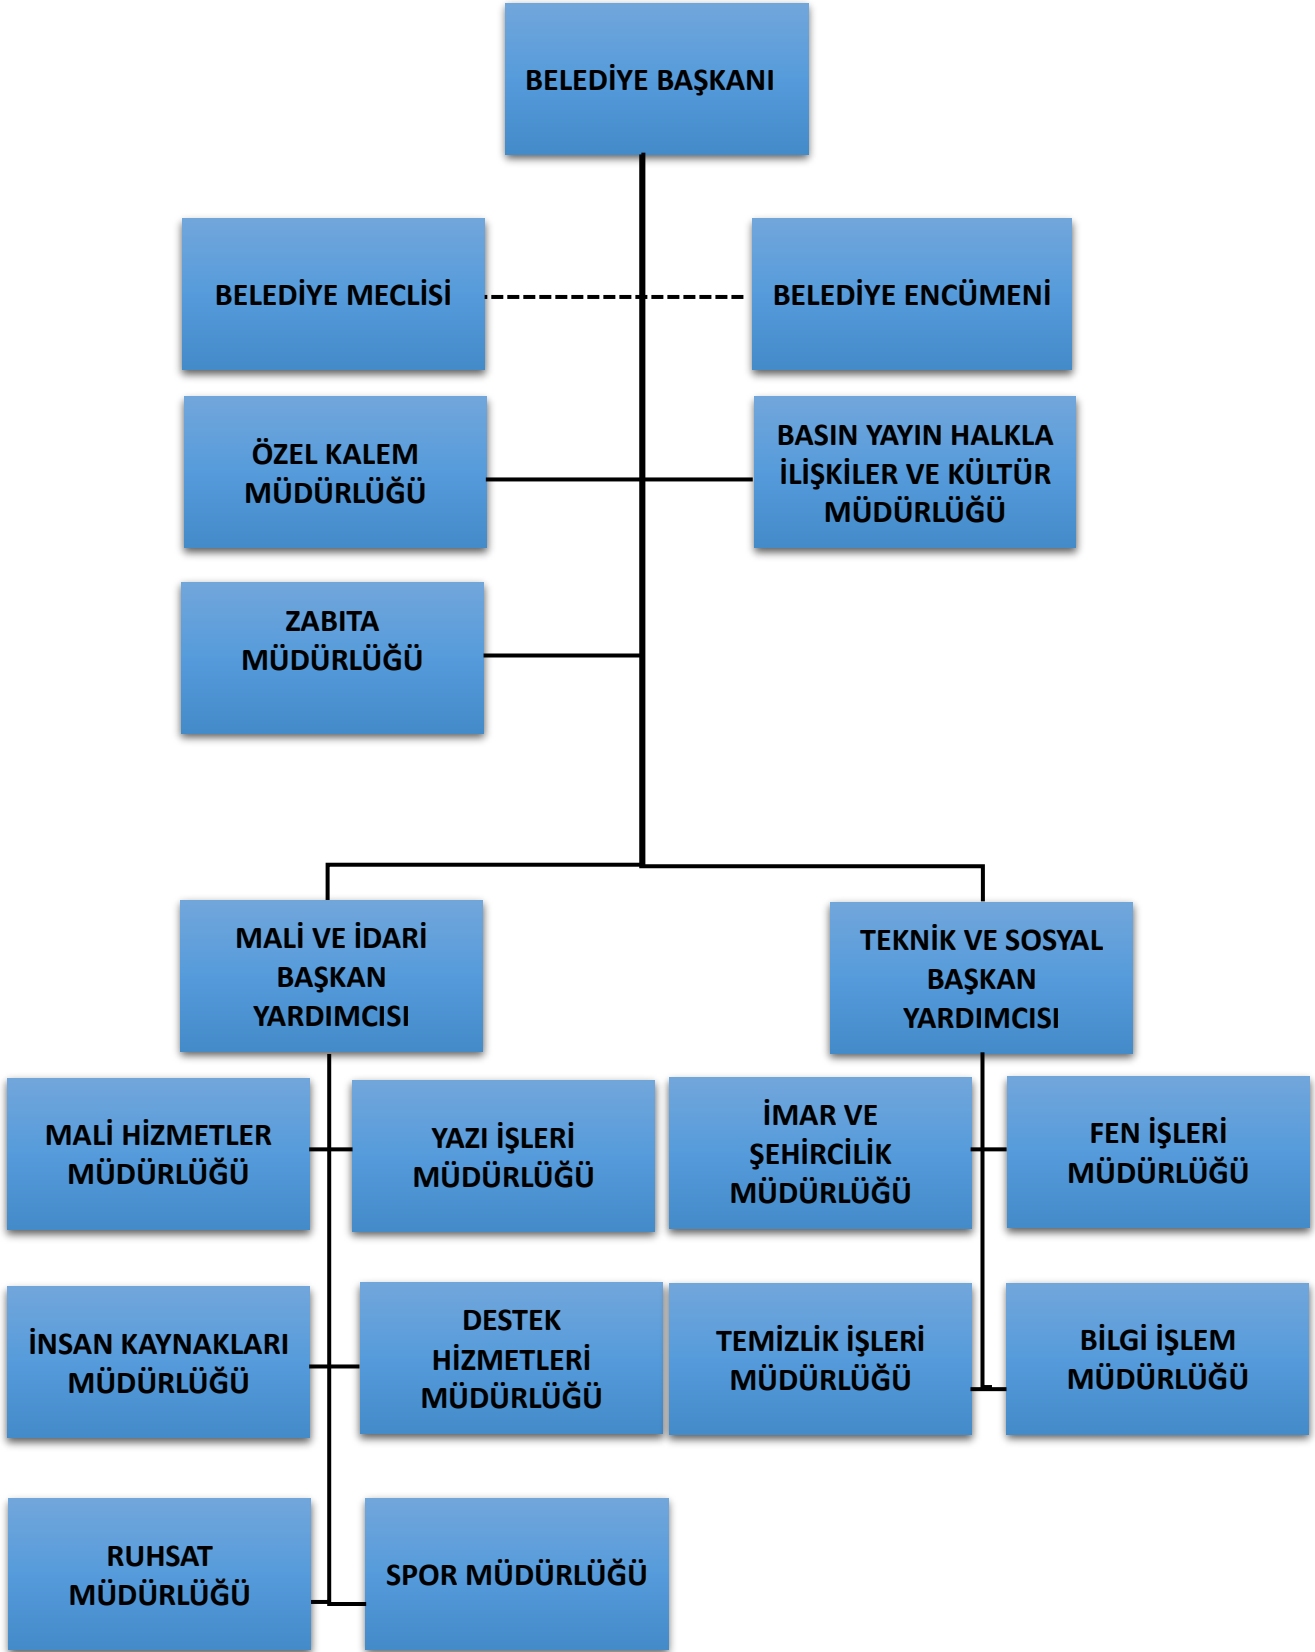 BELEDİYE BAŞKANI
BELEDİYE MECLİSİ
BELEDİYE ENCÜMENİ
ÖZEL KALEM
MÜDÜRLÜĞÜ
BASIN YAYIN HALKLA
İLİŞKİLER VE KÜLTÜR
MÜDÜRLÜĞÜ
ZABITA
MÜDÜRLÜĞÜ
MALİ VE İDARİ
BAŞKAN
YARDIMCISI
TEKNİK VE SOSYAL
BAŞKAN
YARDIMCISI
MALİ HİZMETLER
MÜDÜRLÜĞÜ
YAZI İŞLERİ
MÜDÜRLÜĞÜ
İMAR VE
ŞEHİRCİLİK
MÜDÜRLÜĞÜ
FEN İŞLERİ
MÜDÜRLÜĞÜ
İNSAN KAYNAKLARI
MÜDÜRLÜĞÜ
DESTEK
HİZMETLERİ
MÜDÜRLÜĞÜ
TEMİZLİK İŞLERİ
MÜDÜRLÜĞÜ
BİLGİ İŞLEM
MÜDÜRLÜĞÜ
RUHSAT
MÜDÜRLÜĞÜ
SPOR MÜDÜRLÜĞÜ